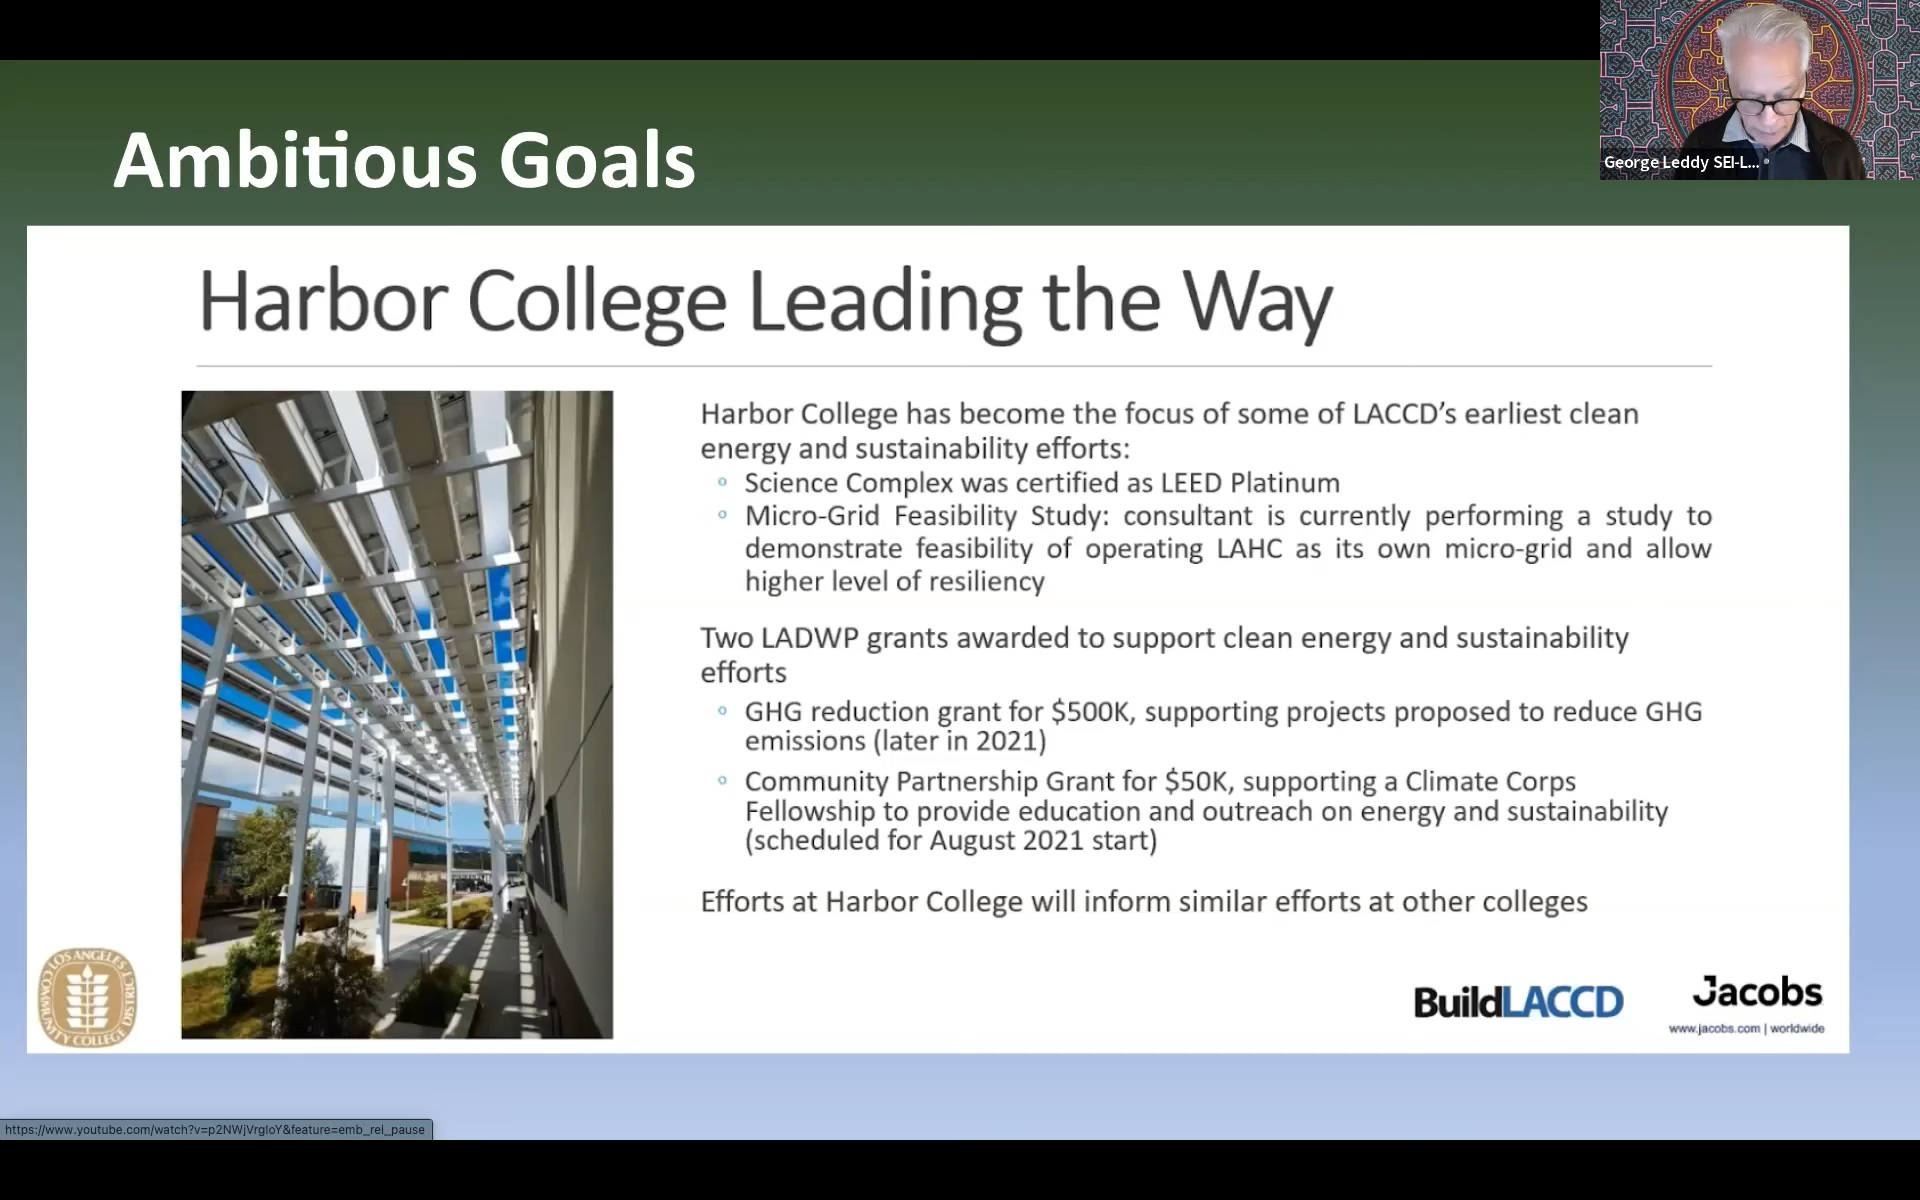 George Leddy SEI-L...
Ambitious Goals
Harbor College Leading the Way
Harbor College has become the focus of some of LACCD’s earliest clean
energy and sustainability efforts:
Science Complex was certified as LEED Platinum
Micro-Grid Feasibility Study: consultant is currently performing a study to
demonstrate feasibility of operating LAHC as its own micro-grid and allow
higher level of resiliency
Two LADWP grants awarded to support clean energy and sustainability
efforts
GHG reduction grant for $500K, supporting projects proposed to reduce GHG
emissions (later in 2021)
Community Partnership Grant for $50K, supporting a Climate Corps
Fellowship to provide education and outreach on energy and sustainability
(scheduled for August 2021 start)
Efforts at Harbor College will inform similar efforts at other colleges
LOS ANGELES
COMMUNITY COLLEGE DISTRICT
BuildLACCD
Jacobs
www.jacobs.com | worldwide
https://www.youtube.com/watch?v=p2NWjVrgIoY&feature=emb_rel_pause